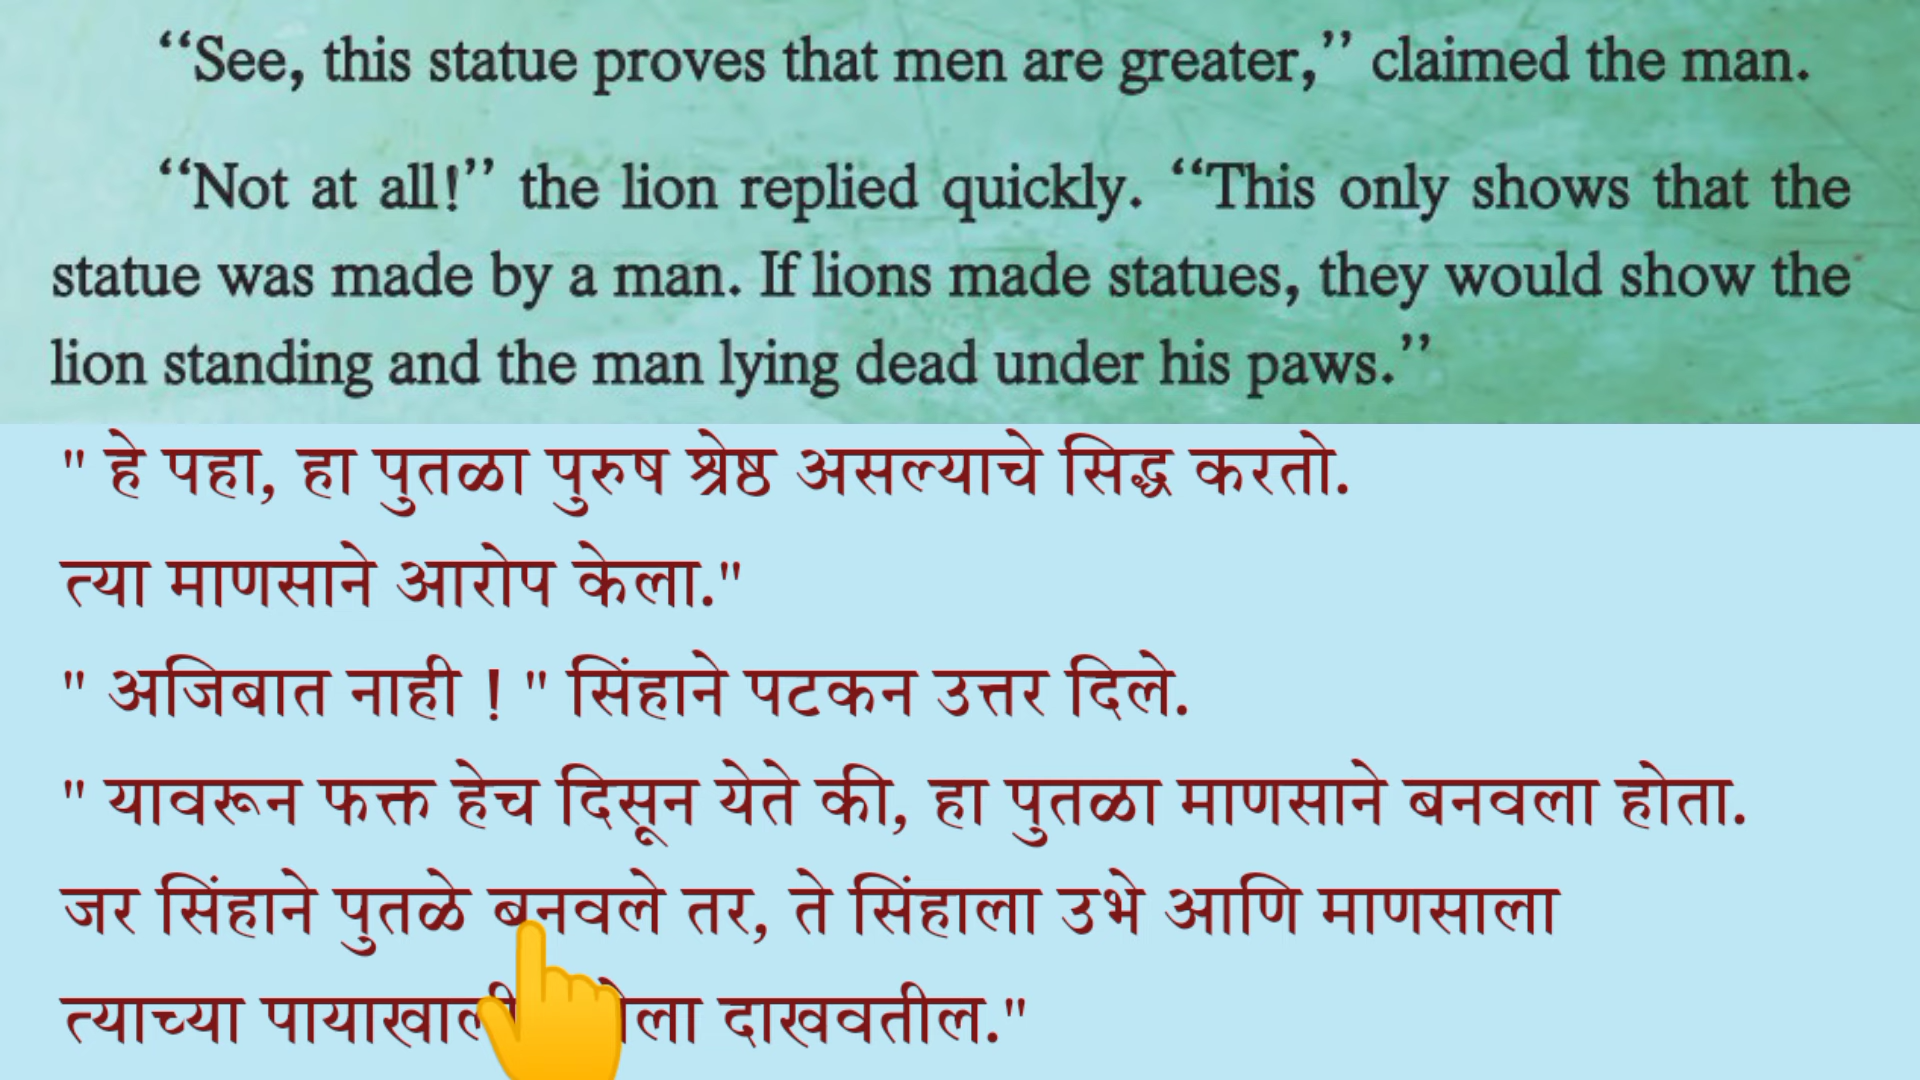 ‘‘See, this statue proves that men are greater,’’ claimed the man.
‘‘Not at all!’’ the lion replied quickly. ‘‘This only shows that the
statue was made by a man. If lions made statues, they would show the
lion standing and the man lying dead under his paws.’’
" हे पहा, हा पुतळा पुरुष श्रेष्ठ असल्याचे सिद्ध करतो.
त्या माणसाने आरोप केला."
" अजिबात नाही ! " सिंहाने पटकन उत्तर दिले.
" यावरून फक्त हेच दिसून येते की, हा पुतळा माणसाने बनवला होता.
जर सिंहाने पुतळे बनवले तर, ते सिंहाला उभे आणि माणसाला
त्याच्या पायाखाली दाखवतील."